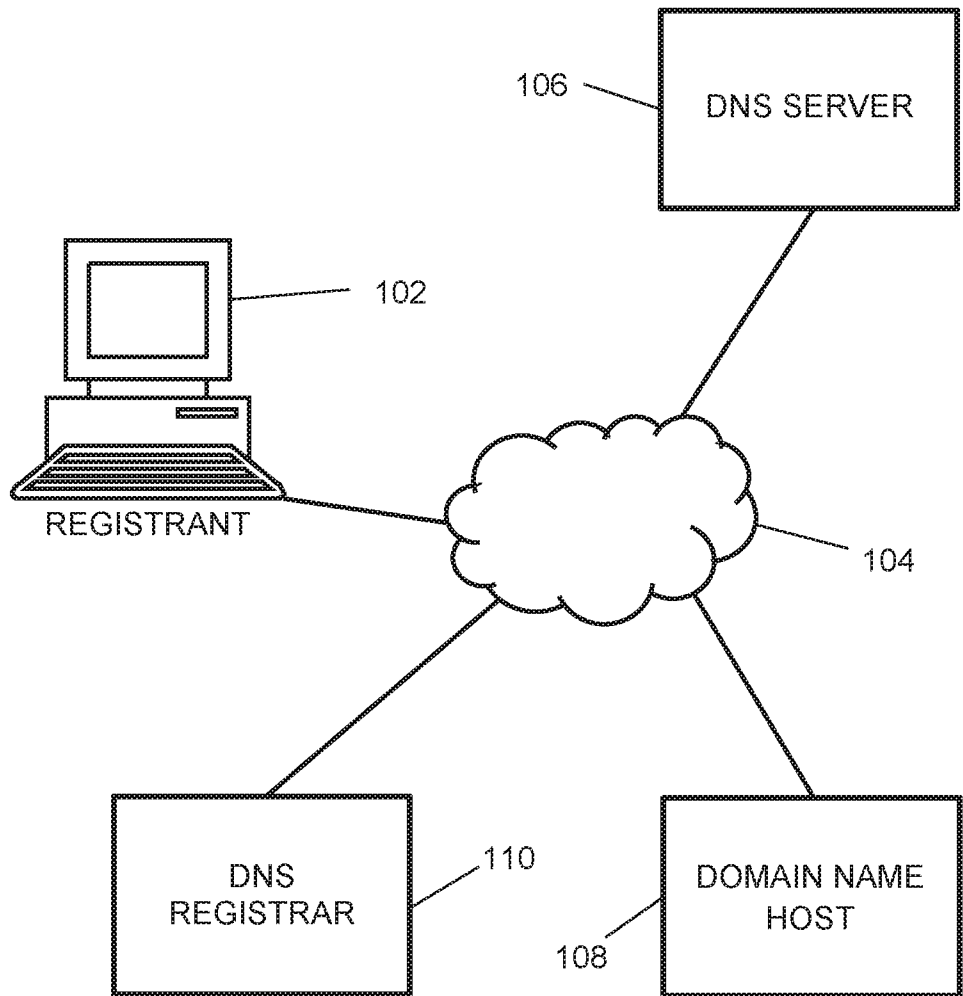 106
DNS SERVER
102
REGISTRANT
104
DNS
REGISTRAR
110
DOMAIN NAME
HOST
108